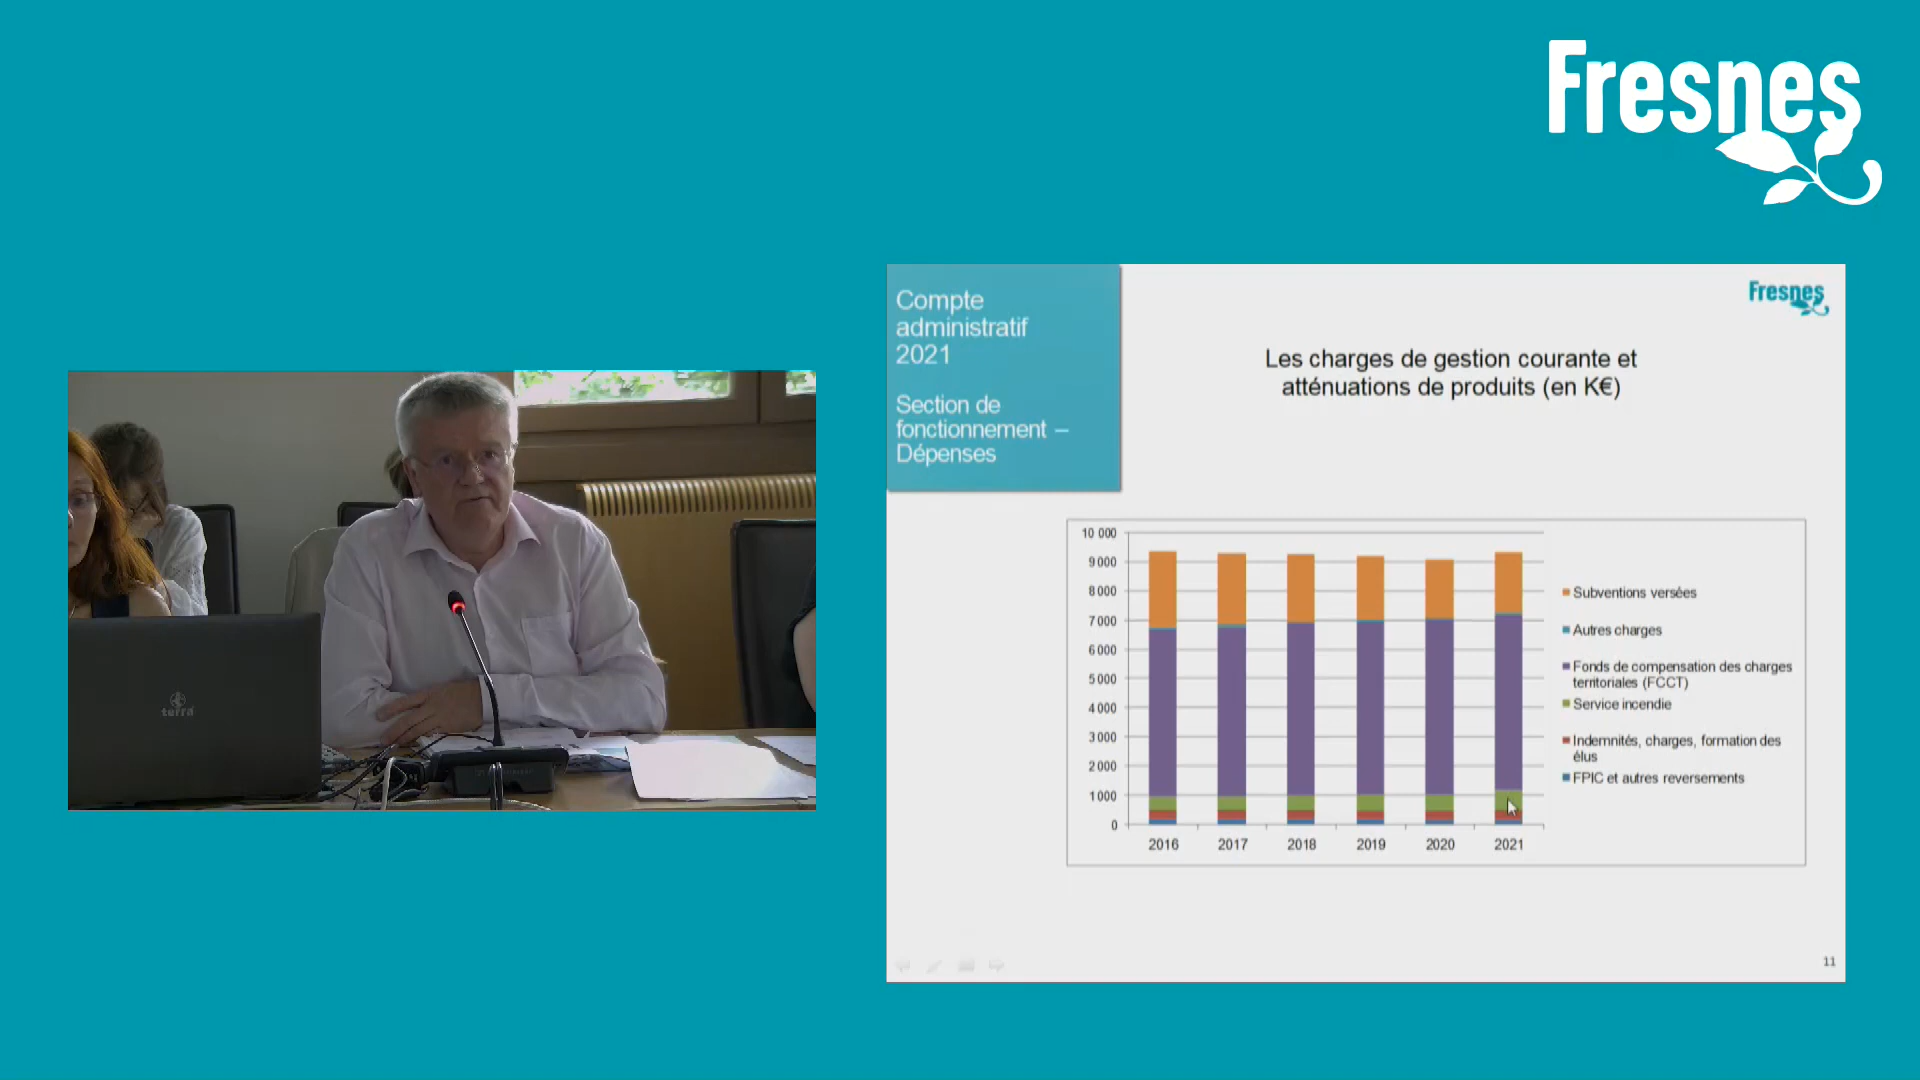 Fresnes
Compte
administratif
2021
Section de
fonctionnement –
Dépenses
Fresnes
Les charges de gestion courante et
atténuations de produits (en K€)
10 000
9 000
8 000
7 000
6 000
5 000
4 000
3 000
2 000
1 000
0
2016
2017
2018
2019
2020
2021
Subventions versées
Autres charges
Fonds de compensation des charges
territoriales (FCCT)
Service incendie
Indemnités, charges, formation des
élus
FPIC et autres reversements
terra
11